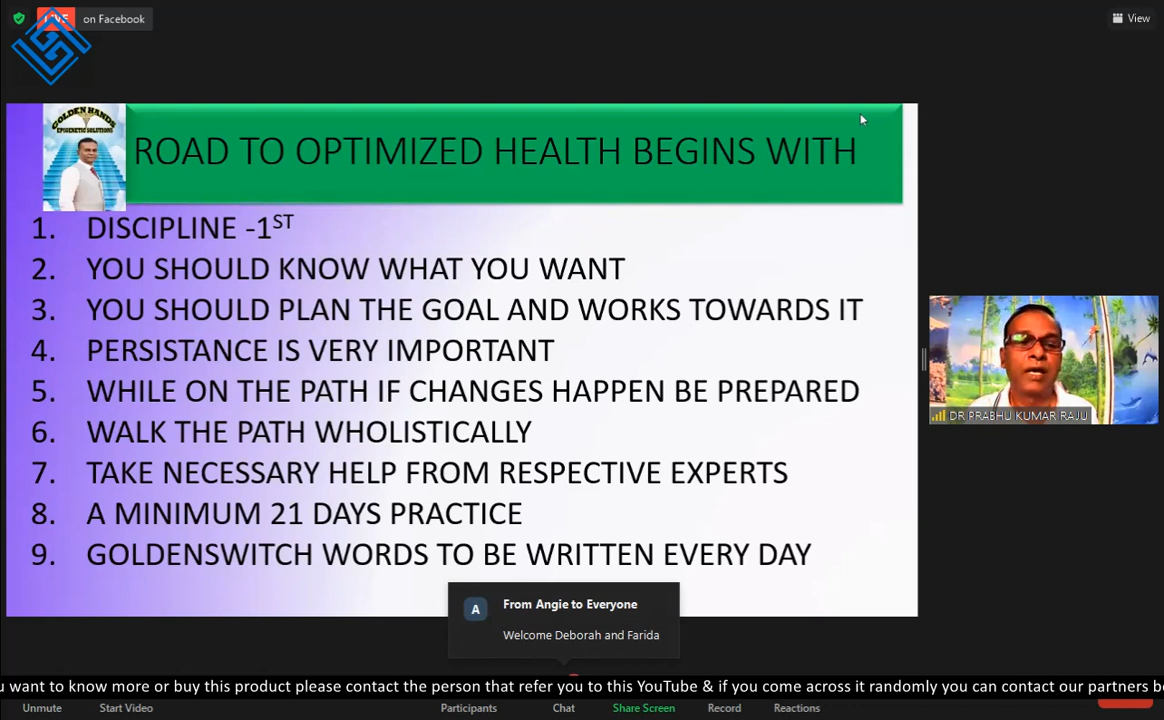 LIVE on Facebook
View
GOLDEN HANDS
EPIGENETIC SOLUTIONS
ROAD TO OPTIMIZED HEALTH BEGINS WITH
1. DISCIPLINE -1ST
2. YOU SHOULD KNOW WHAT YOU WANT
3. YOU SHOULD PLAN THE GOAL AND WORKS TOWARDS IT
4. PERSISTANCE IS VERY IMPORTANT
5. WHILE ON THE PATH IF CHANGES HAPPEN BE PREPARED
6. WALK THE PATH WHOLISTICALLY
7. TAKE NECESSARY HELP FROM RESPECTIVE EXPERTS
8. A MINIMUM 21 DAYS PRACTICE
9. GOLDENSWITCH WORDS TO BE WRITTEN EVERY DAY
DR PRABHU KUMAR RAJU
A
From Angie to Everyone
Welcome Deborah and Farida
want to know more or buy this product please contact the person that refer you to this YouTube & if you come across it randomly you can contact our partners
Unmute Start Video Participants Chat Share Screen Record Reactions